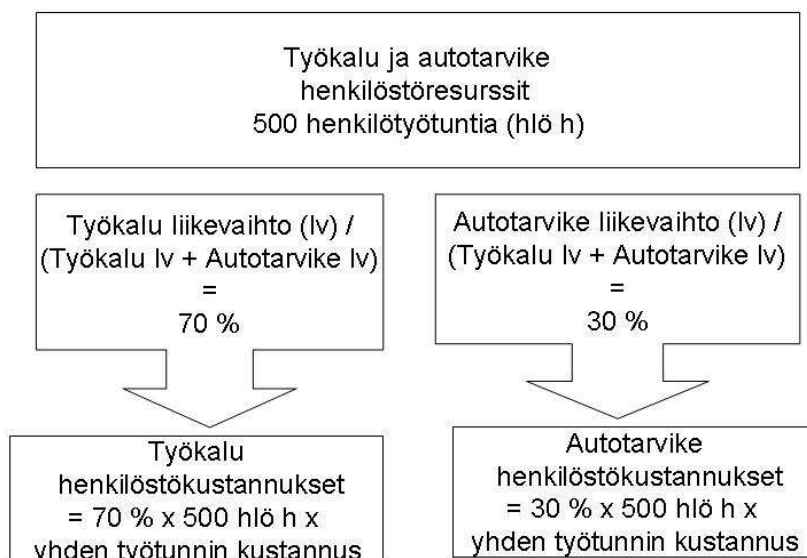 Työkalu ja autotarvike
henkilöstöresurssit
500 henkilötyötuntia (hlö h)
Työkalu liikevaihto (lv) /
(Työkalu lv + Autotarvike lv)
=
70 %
Autotarvike liikevaihto (lv) /
(Työkalu lv + Autotarvike lv)
=
30 %
Työkalu
henkilöstökustannukset
= 70 % x 500 hlö h x
yhden työtunnin kustannus
Autotarvike
henkilöstökustannukset
= 30 % x 500 hlö h x
yhden työtunnin kustannus